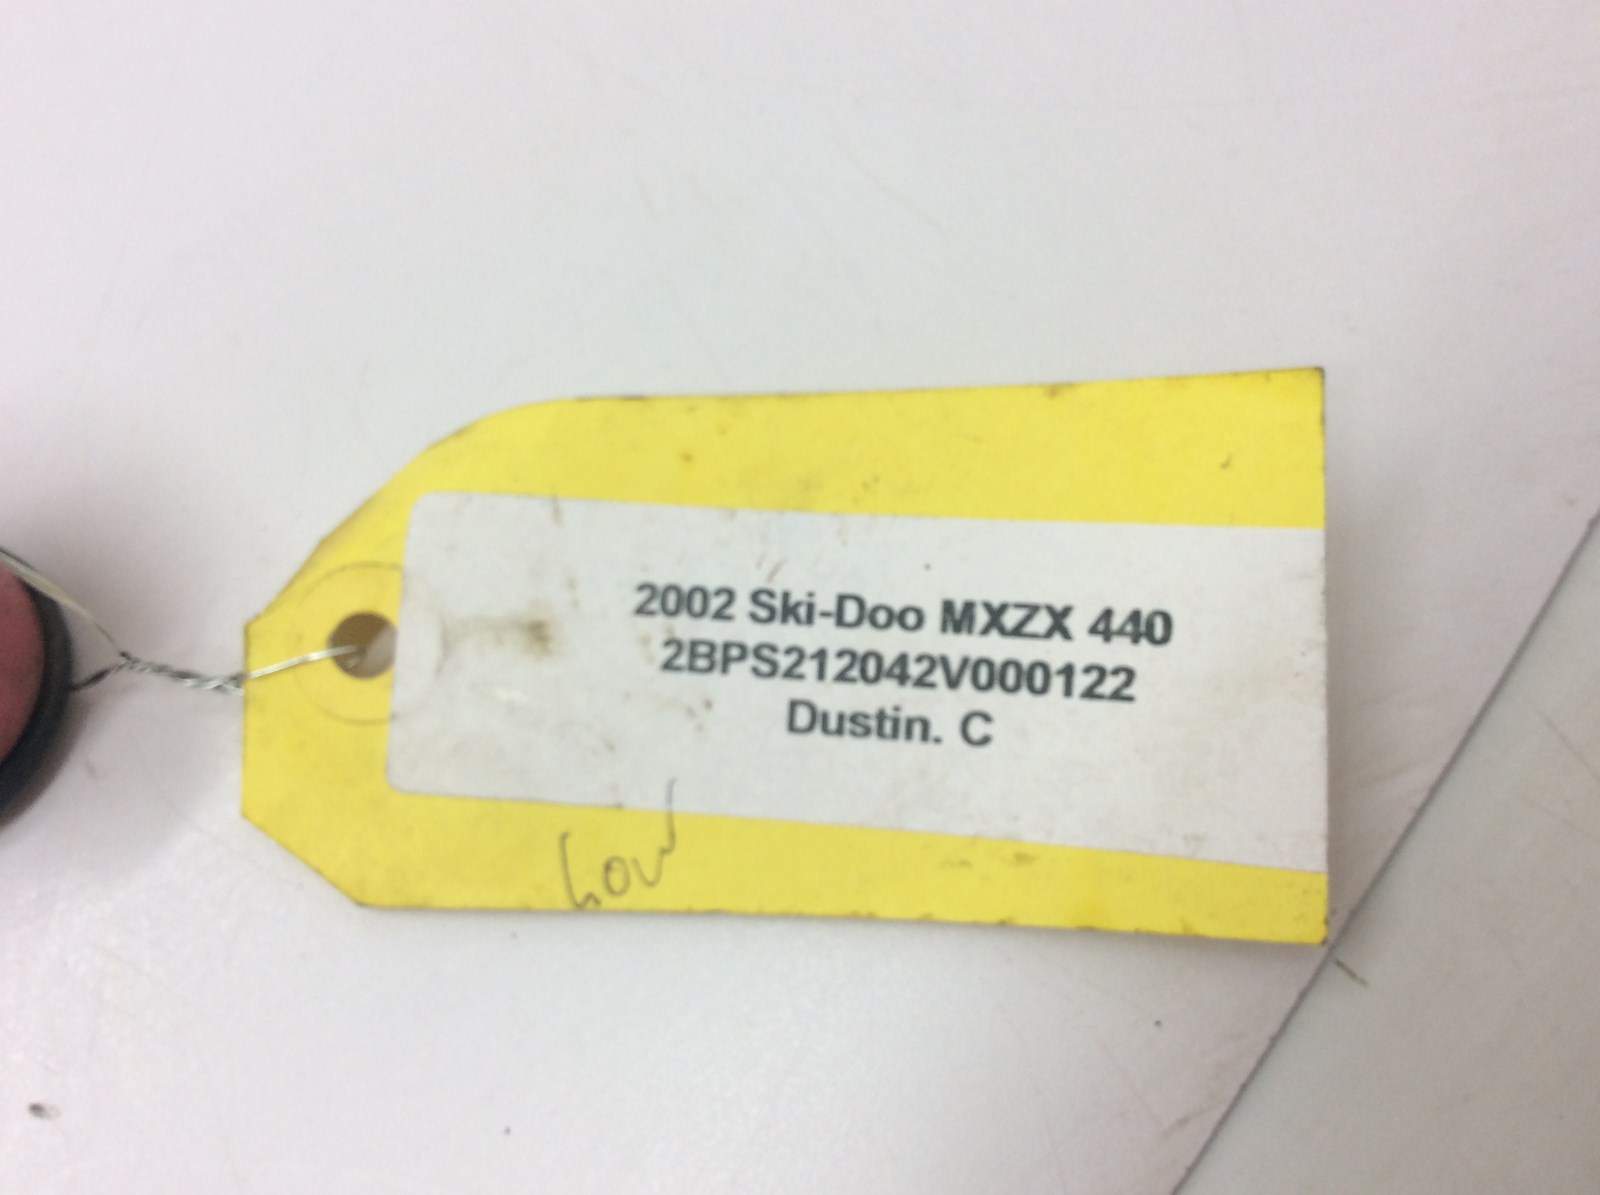 2002 Ski-Doo MXZX 440
2BPS212042V000122
Dustin. C